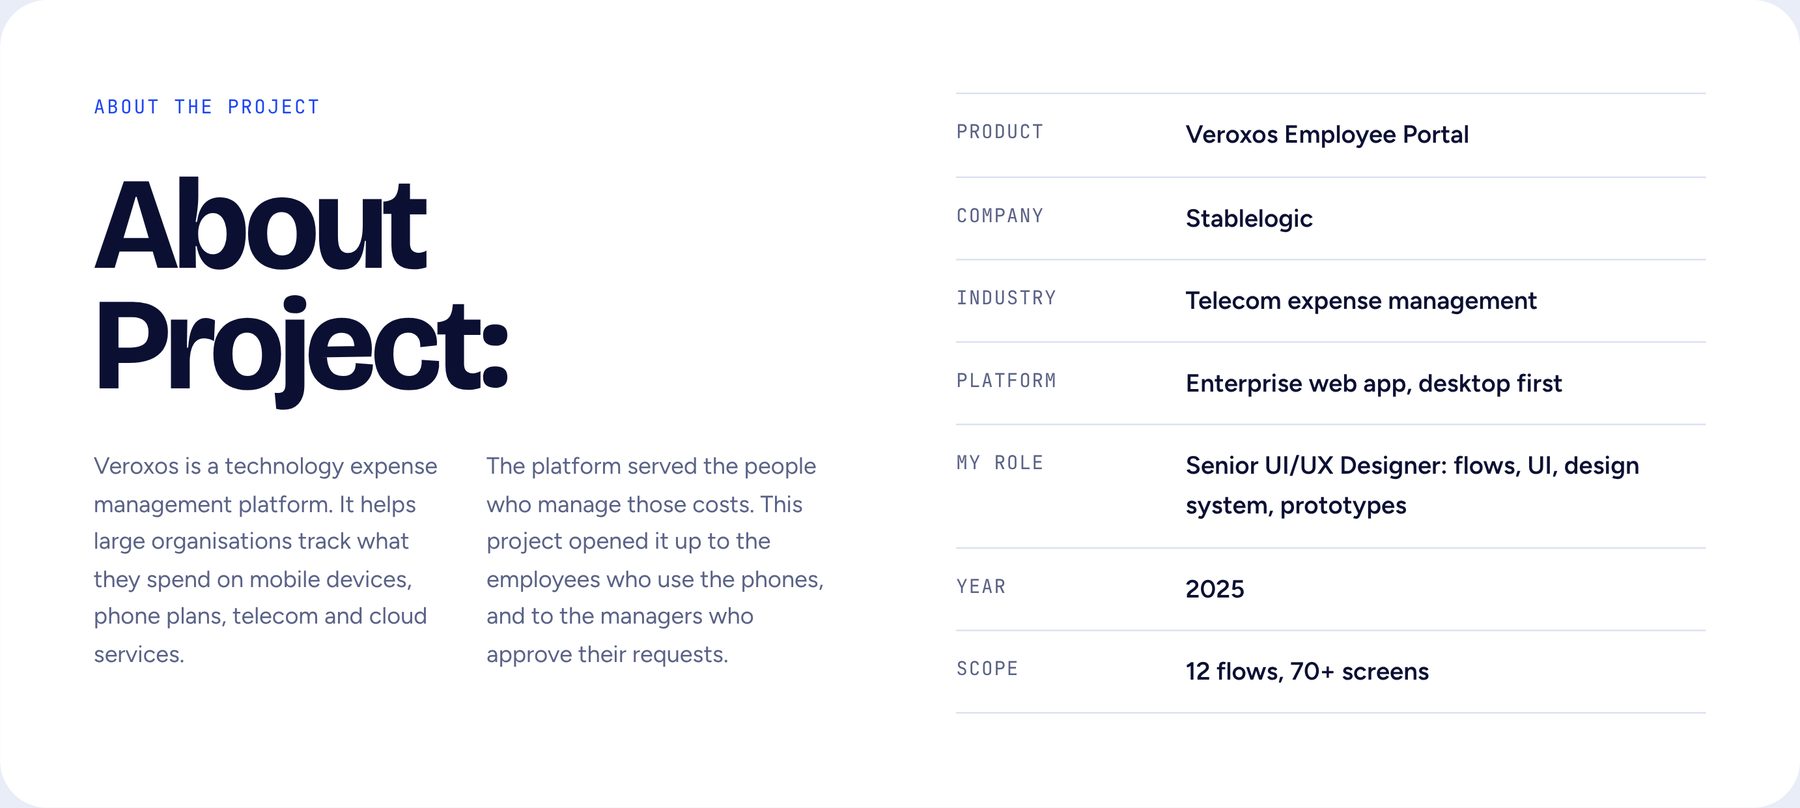 ABOUT THE PROJECT
About
Project:
Veroxos is a technology expense
management platform. It helps
large organisations track what
they spend on mobile devices,
phone plans, telecom and cloud
services.
The platform served the people
who manage those costs. This
project opened it up to the
employees who use the phones,
and to the managers who
approve their requests.
PRODUCT Veroxos Employee Portal
COMPANY Stablelogic
INDUSTRY Telecom expense management
PLATFORM Enterprise web app, desktop first
MY ROLE Senior UI/UX Designer: flows, UI, design
system, prototypes
YEAR 2025
SCOPE 12 flows, 70+ screens